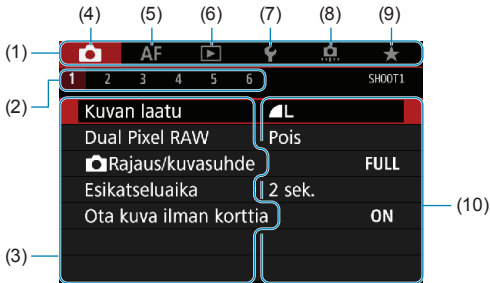 (4) (5) (6) (7) (8) (9)
(1) AF
(2) 1 2 3 4 5 6 SHOOT1
Kuvan laatu L
Dual Pixel RAW Pois
Rajaus/kuvasuhde FULL
Esikatseluaika 2 sek.
(10)
Ota kuva ilman korttia ON
(3)